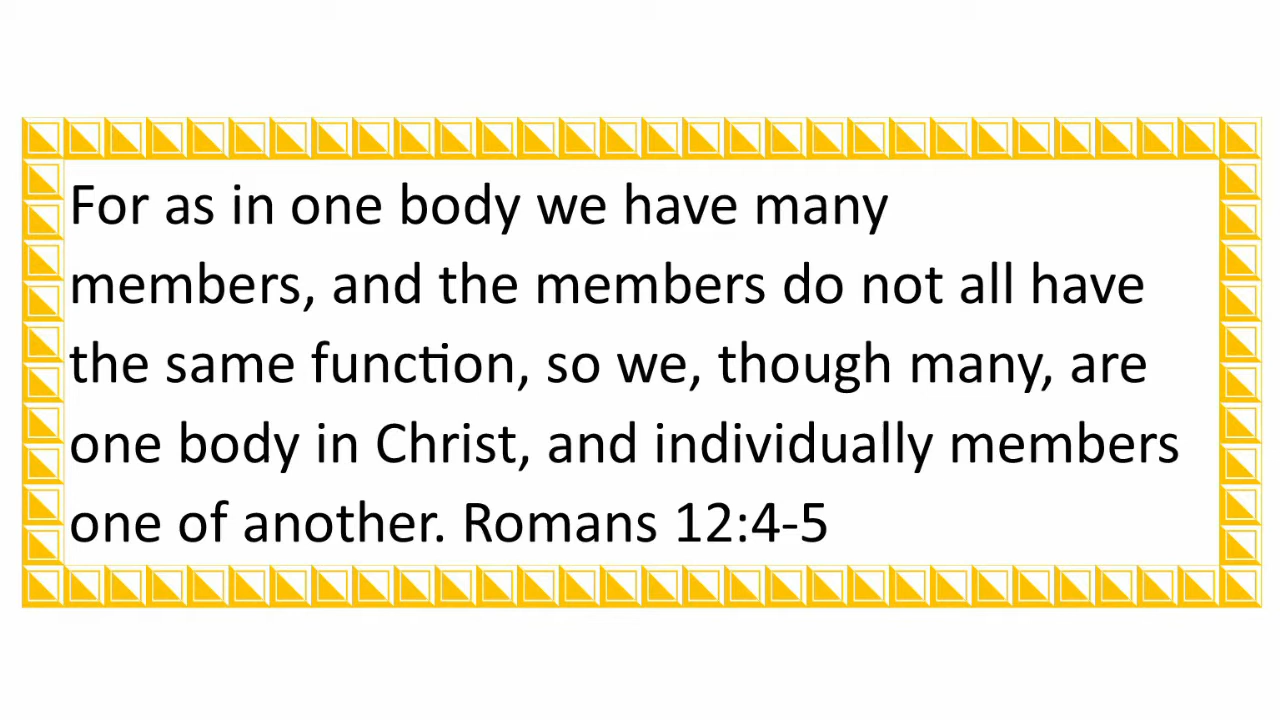 For as in one body we have many
members, and the members do not all have
the same function, so we, though many, are
one body in Christ, and individually members
one of another. Romans 12:4-5